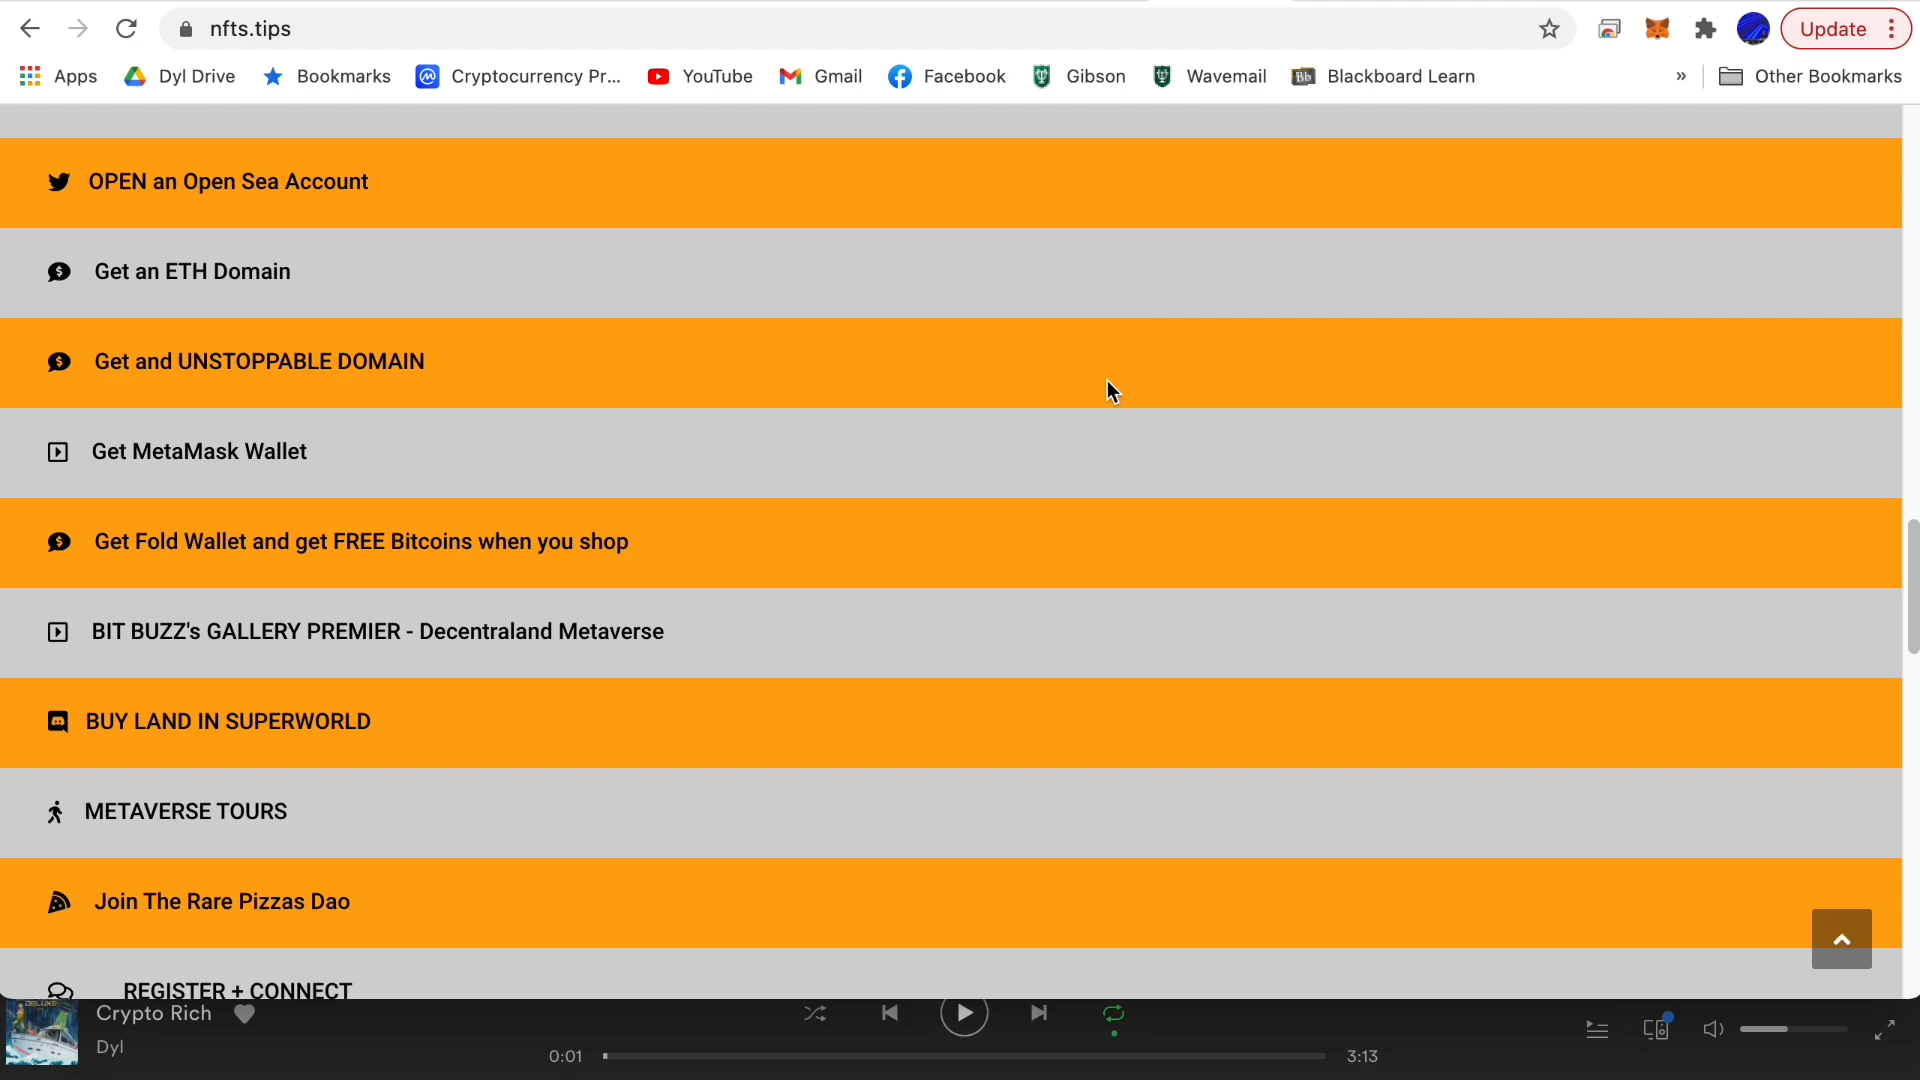 nfts.tips
Update
Apps
Dyl Drive
Bookmarks
Cryptocurrency Pr...
YouTube
Gmail
Facebook
Gibson
Wavemail
Bb
Blackboard Learn
»
Other Bookmarks
OPEN an Open Sea Account
Get an ETH Domain
Get and UNSTOPPABLE DOMAIN
Get MetaMask Wallet
Get Fold Wallet and get FREE Bitcoins when you shop
BIT BUZZ's GALLERY PREMIER - Decentraland Metaverse
BUY LAND IN SUPERWORLD
METAVERSE TOURS
Join The Rare Pizzas Dao
REGISTER + CONNECT
DELUXE
Crypto Rich
Dyl
0:01
3:13